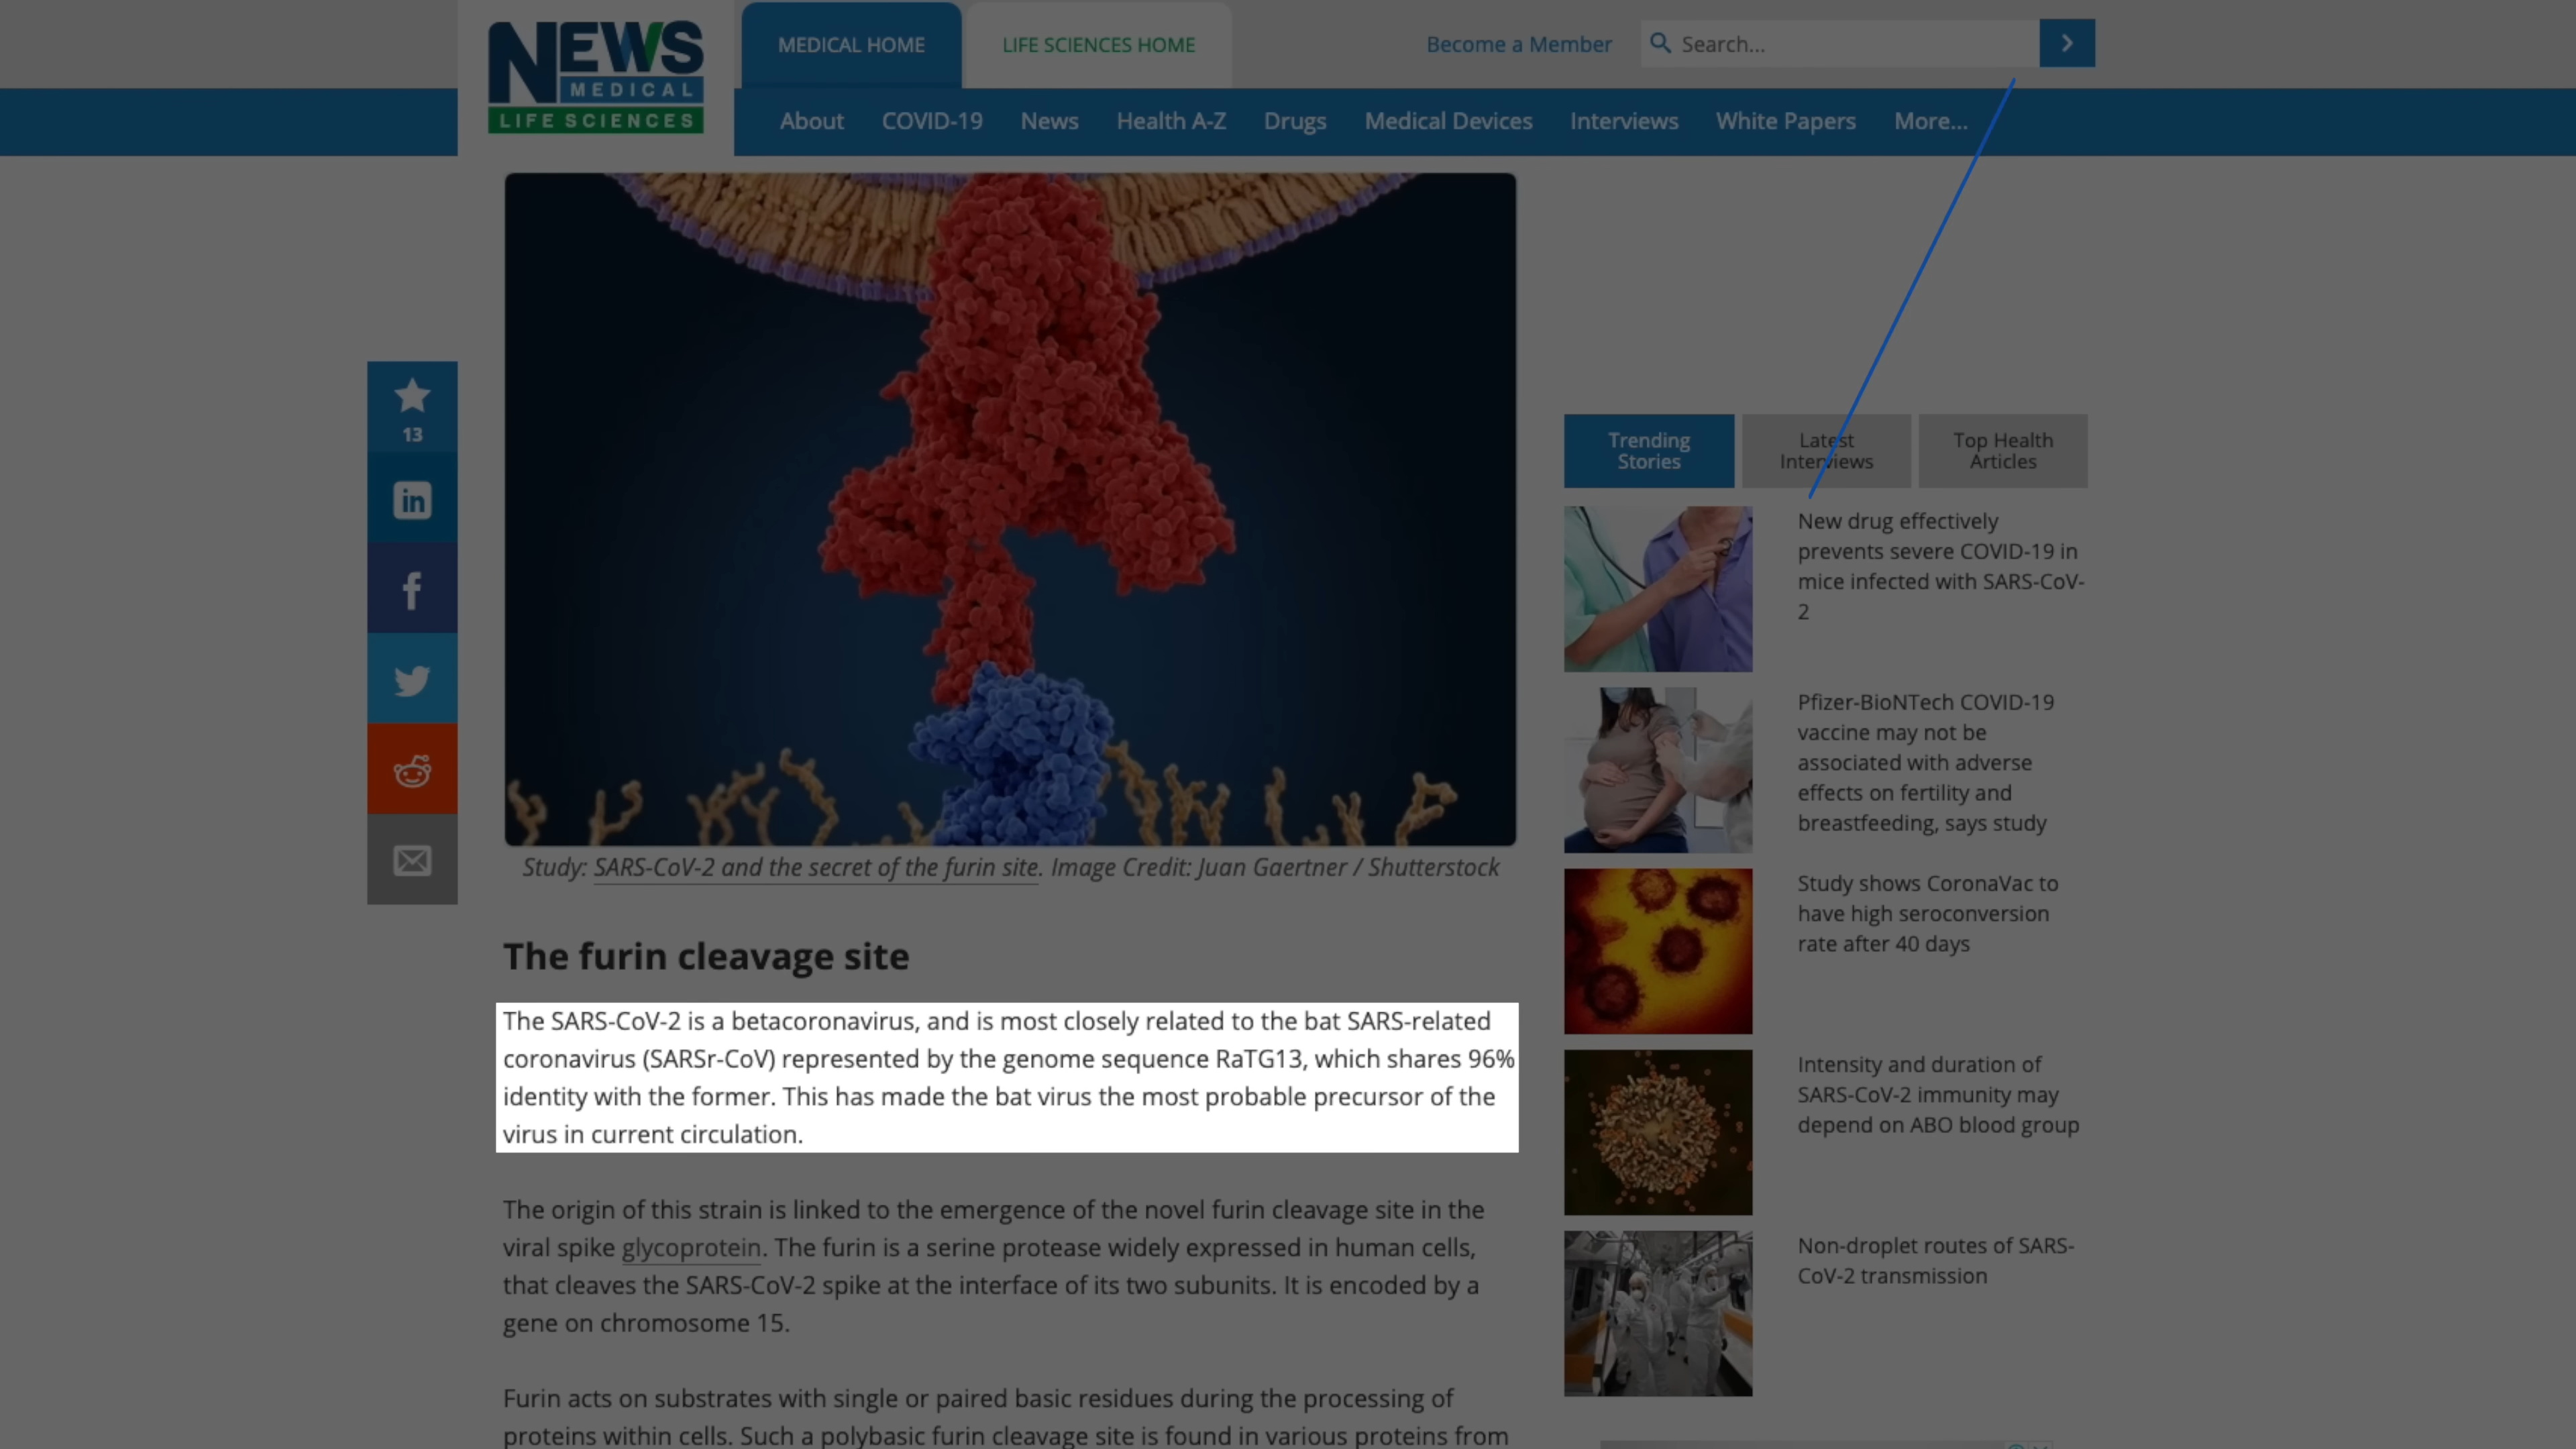 NEWS
MEDICAL
LIFE SCIENCES
MEDICAL HOME
LIFE SCIENCES HOME
Become a Member
Search...
About
COVID-19
News
Health A-Z
Drugs
Medical Devices
Interviews
White Papers
More...
13
in
f
Study: SARS-CoV-2 and the secret of the furin site. Image Credit: Juan Gaertner / Shutterstock
The furin cleavage site
The SARS-CoV-2 is a betacoronavirus, and is most closely related to the bat SARS-related
coronavirus (SARSr-CoV) represented by the genome sequence RaTG13, which shares 96%
identity with the former. This has made the bat virus the most probable precursor of the
virus in current circulation.
The origin of this strain is linked to the emergence of the novel furin cleavage site in the
viral spike glycoprotein. The furin is a serine protease widely expressed in human cells,
that cleaves the SARS-CoV-2 spike at the interface of its two subunits. It is encoded by a
gene on chromosome 15.
Furin acts on substrates with single or paired basic residues during the processing of
proteins within cells. Such a polybasic furin cleavage site is found in various proteins from
Trending
Stories
Latest
Interviews
Top Health
Articles
New drug effectively
prevents severe COVID-19 in
mice infected with SARS-CoV-
2
Pfizer-BioNTech COVID-19
vaccine may not be
associated with adverse
effects on fertility and
breastfeeding, says study
Study shows CoronaVac to
have high seroconversion
rate after 40 days
Intensity and duration of
SARS-CoV-2 immunity may
depend on ABO blood group
Non-droplet routes of SARS-
CoV-2 transmission